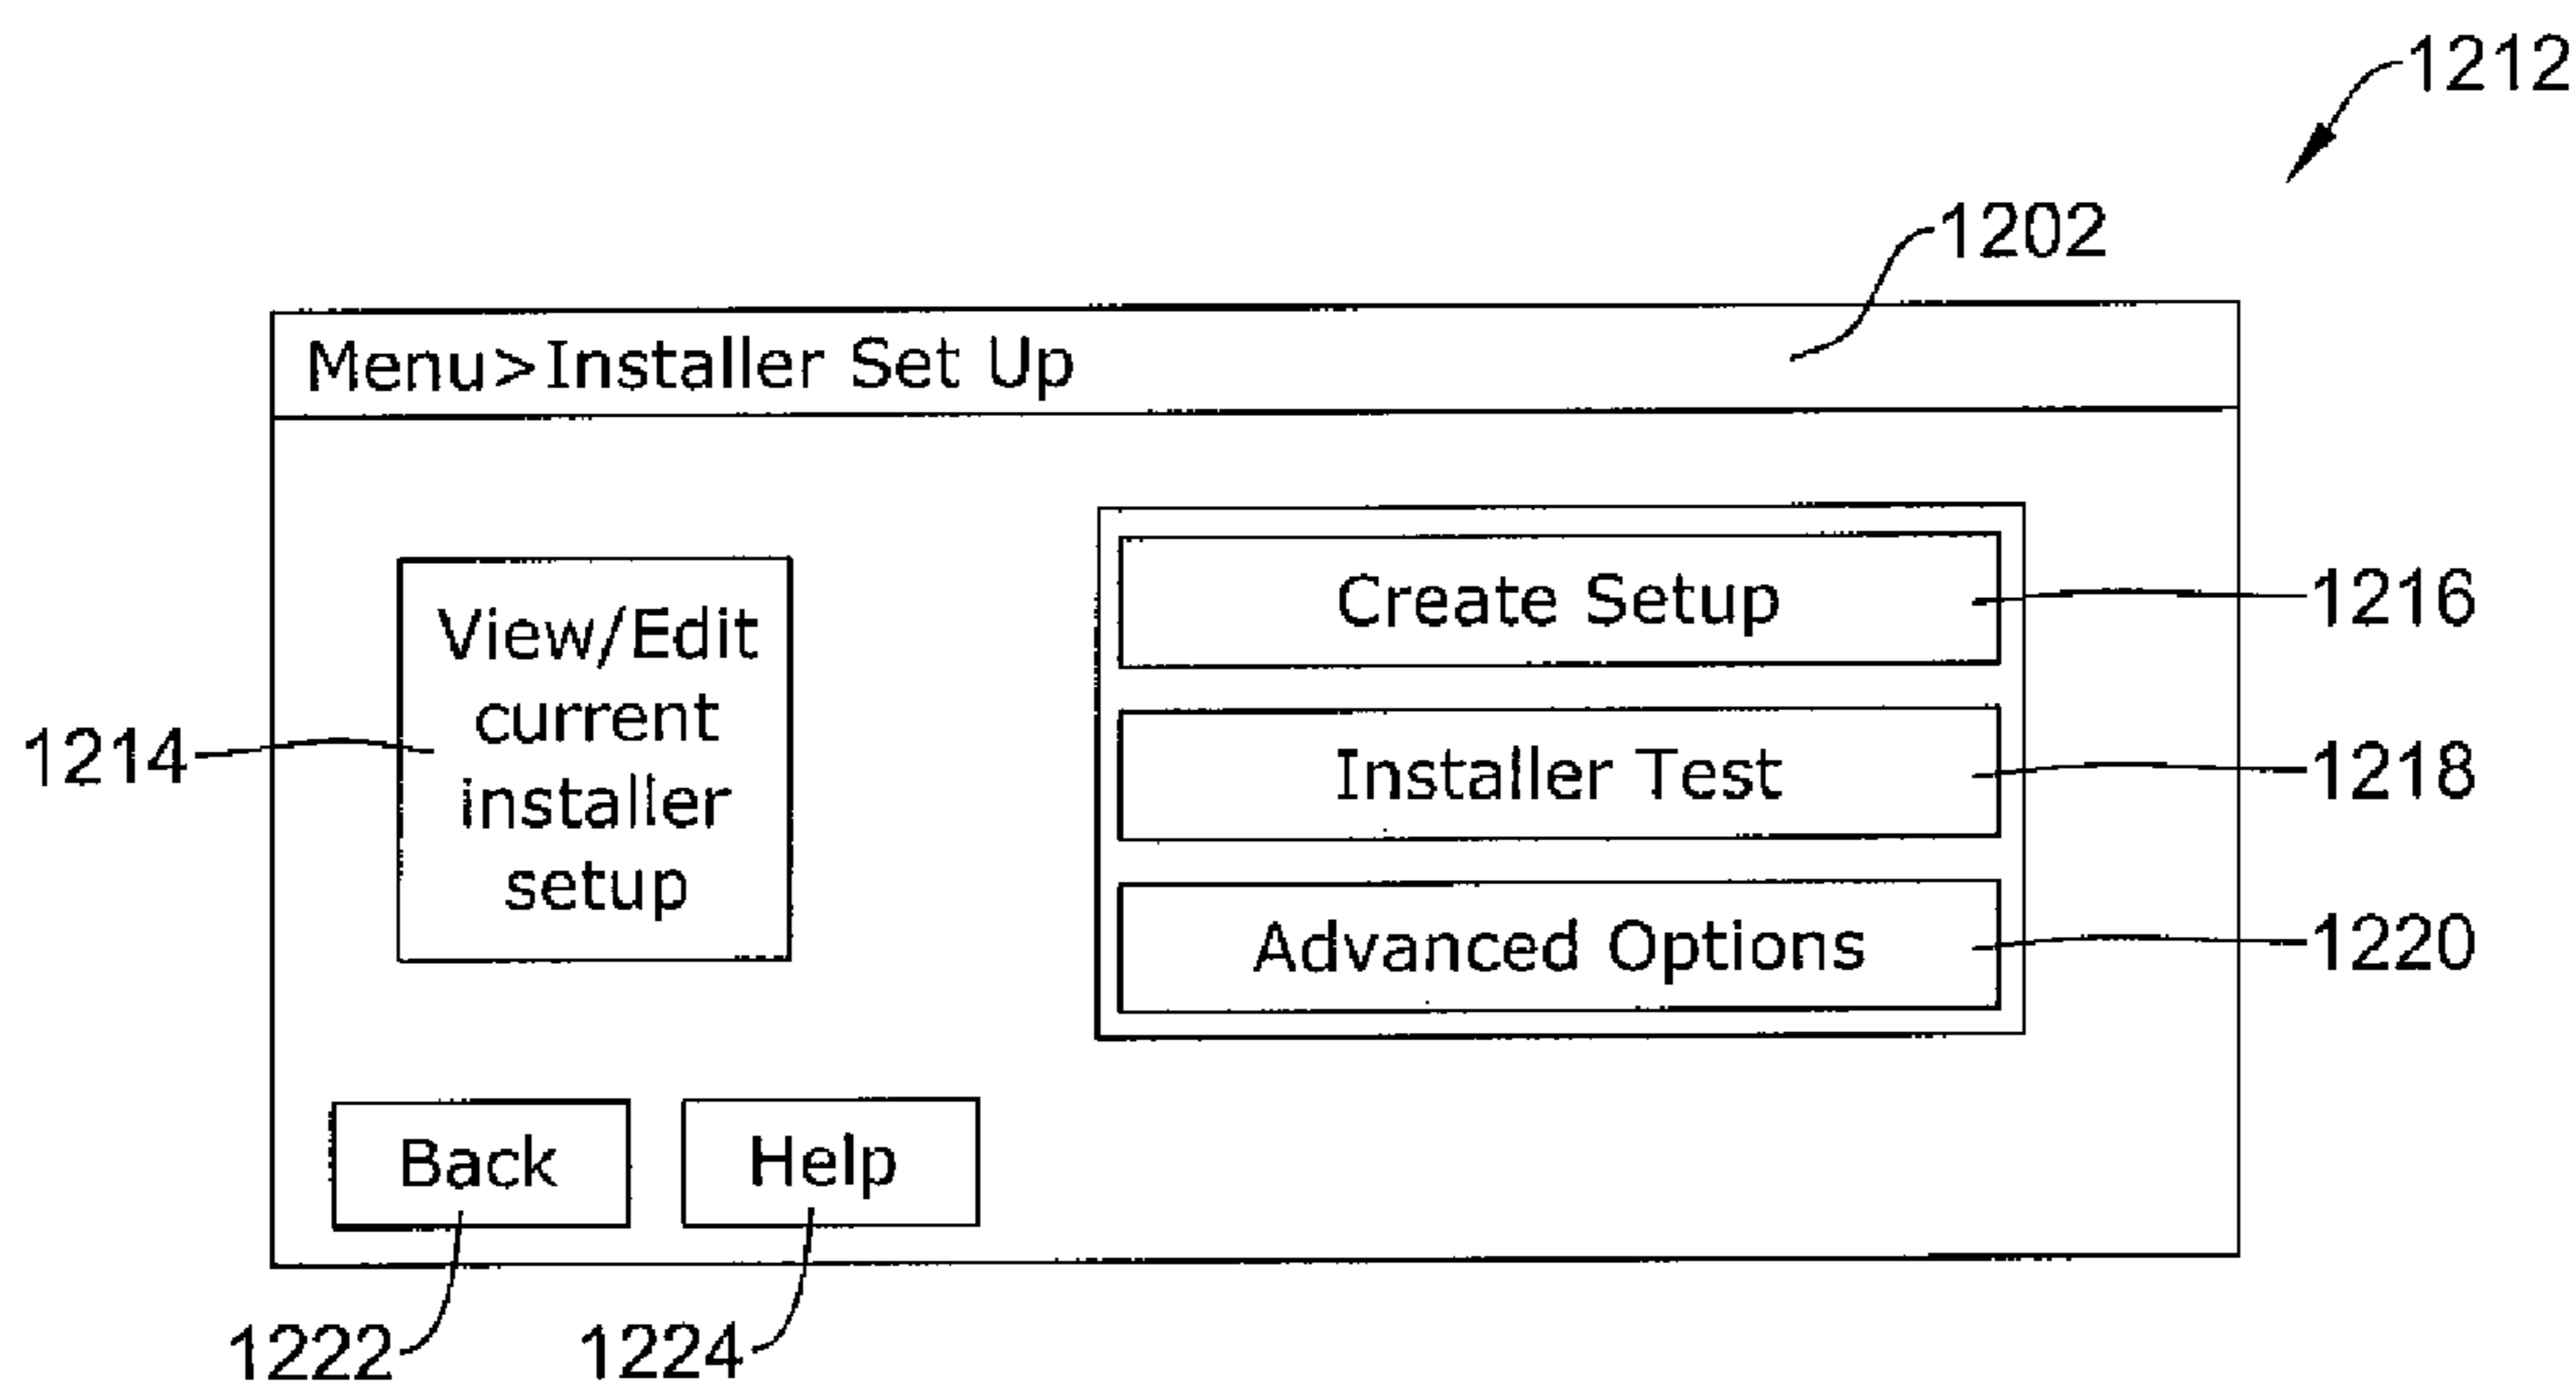 1212
1202
Menu>Installer Set Up
View/Edit
current
installer
setup
1214
Create Setup
1216
Installer Test
1218
Advanced Options
1220
Back
Help
1222
1224